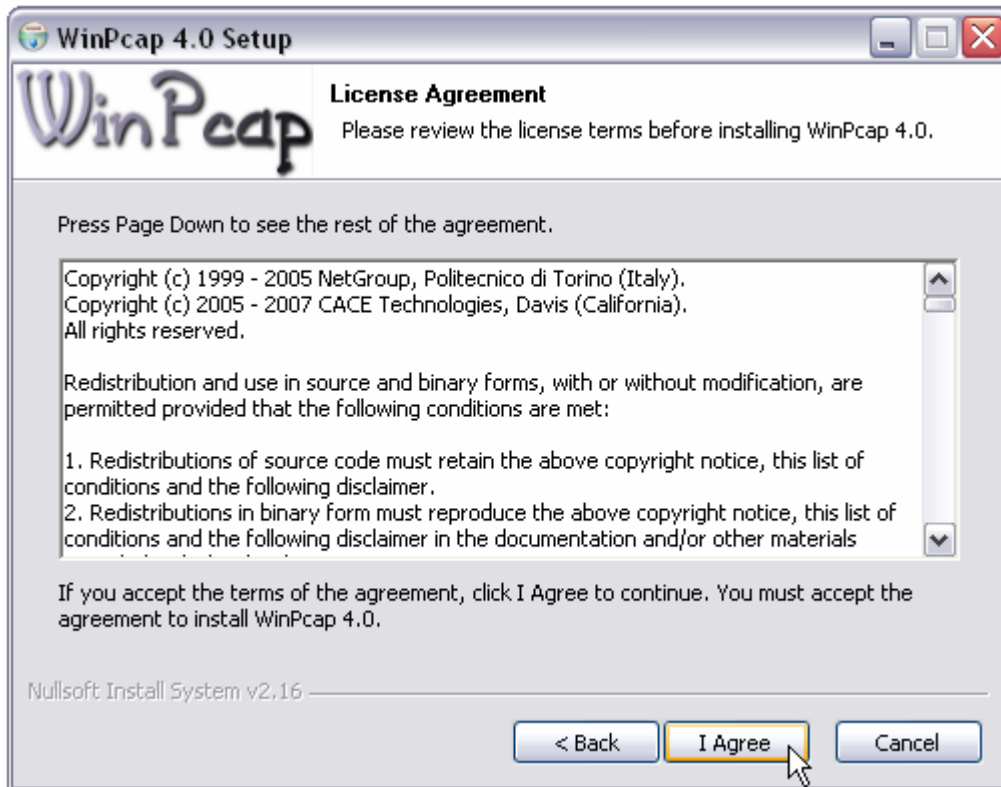 WinPcap 4.0 Setup
WinPcap
License Agreement
Please review the license terms before installing WinPcap 4.0.
Press Page Down to see the rest of the agreement.
Copyright (c) 1999 - 2005 NetGroup, Politecnico di Torino (Italy).
Copyright (c) 2005 - 2007 CACE Technologies, Davis (California).
All rights reserved.
Redistribution and use in source and binary forms, with or without modification, are
permitted provided that the following conditions are met:
1. Redistributions of source code must retain the above copyright notice, this list of
conditions and the following disclaimer.
2. Redistributions in binary form must reproduce the above copyright notice, this list of
conditions and the following disclaimer in the documentation and/or other materials
If you accept the terms of the agreement, click I Agree to continue. You must accept the
agreement to install WinPcap 4.0.
Nullsoft Install System v2.16
< Back
I Agree
Cancel